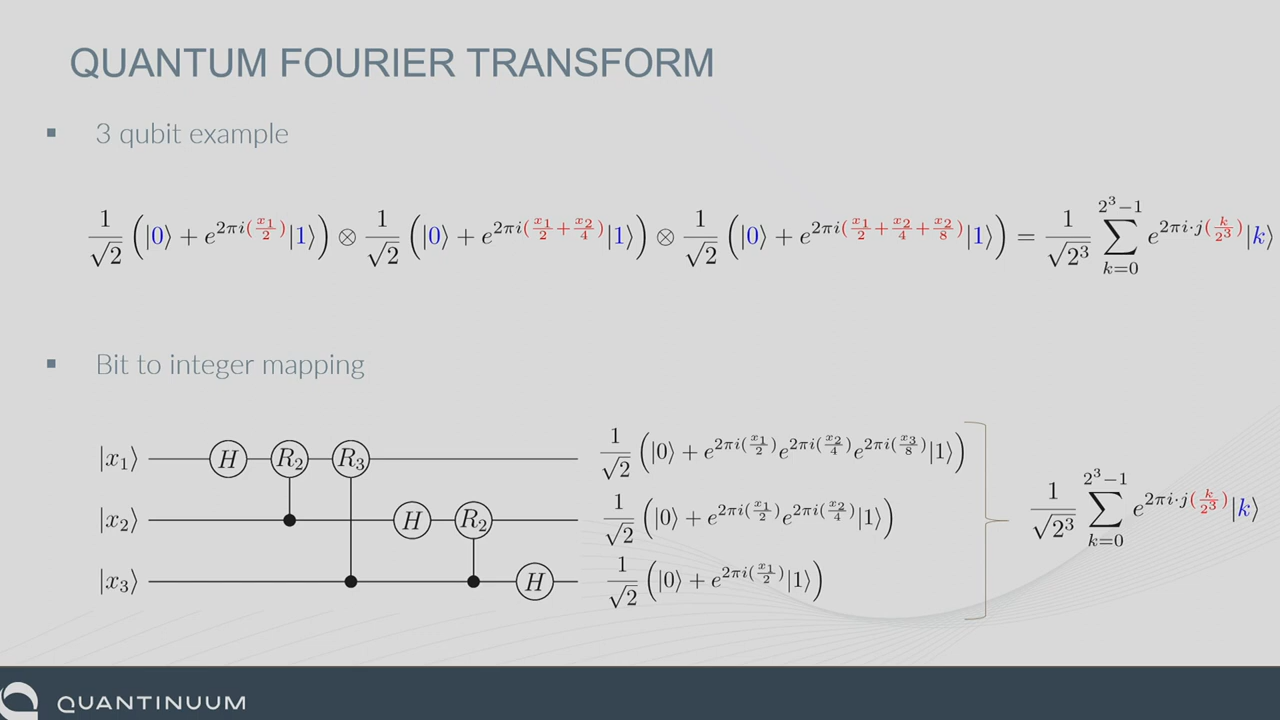 QUANTUM FOURIER TRANSFORM
▪ 3 qubit example
$\frac{1}{\sqrt{2}}\left(|0\rangle + e^{2\pi i(\frac{x_1}{2})}|1\rangle\right) \otimes \frac{1}{\sqrt{2}}\left(|0\rangle + e^{2\pi i(\frac{x_1}{2}+\frac{x_2}{4})}|1\rangle\right) \otimes \frac{1}{\sqrt{2}}\left(|0\rangle + e^{2\pi i(\frac{x_1}{2}+\frac{x_2}{4}+\frac{x_2}{8})}|1\rangle\right) = \frac{1}{\sqrt{2^3}} \sum_{k=0}^{2^3-1} e^{2\pi i \cdot j(\frac{k}{2^3})}|k\rangle$
▪ Bit to integer mapping
$|x_1\rangle$ H $R_2$ $R_3$ $\frac{1}{\sqrt{2}}\left(|0\rangle + e^{2\pi i(\frac{x_1}{2})}e^{2\pi i(\frac{x_2}{4})}e^{2\pi i(\frac{x_3}{8})}|1\rangle\right)$
$|x_2\rangle$ H $R_2$ $\frac{1}{\sqrt{2}}\left(|0\rangle + e^{2\pi i(\frac{x_1}{2})}e^{2\pi i(\frac{x_2}{4})}|1\rangle\right)$
$|x_3\rangle$ H $\frac{1}{\sqrt{2}}\left(|0\rangle + e^{2\pi i(\frac{x_1}{2})}|1\rangle\right)$
$\frac{1}{\sqrt{2^3}} \sum_{k=0}^{2^3-1} e^{2\pi i \cdot j(\frac{k}{2^3})}|k\rangle$
QUANTINUUM